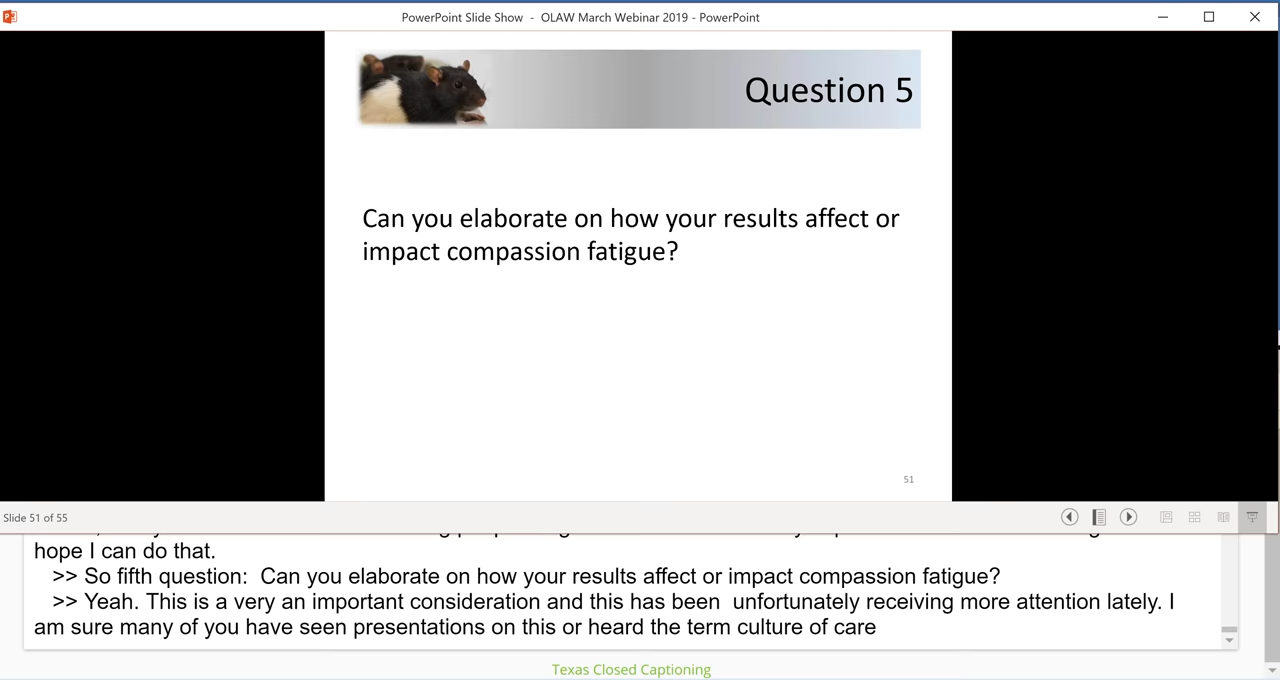 PowerPoint Slide Show - OLAW March Webinar 2019 - PowerPoint
Question 5
Can you elaborate on how your results affect or
impact compassion fatigue?
51
Slide 51 of 55
hope I can do that.
>> So fifth question:  Can you elaborate on how your results affect or impact compassion fatigue?
>> Yeah. This is a very an important consideration and this has been  unfortunately receiving more attention lately. I
am sure many of you have seen presentations on this or heard the term culture of care
Texas Closed Captioning